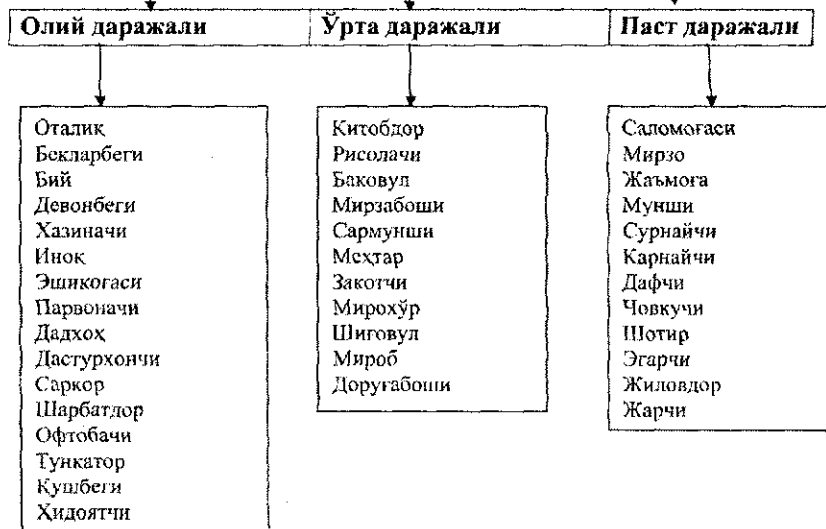 Олий даражали
Оталиқ
Бекларбеги
Бий
Девонбеги
Хазиначи
Иноқ
Эшикоғаси
Парвоначи
Дадхоҳ
Дастурхончи
Саркор
Шарбатдор
Офтобачи
Тункатор
Қушбеги
Ҳидоятчи
Ўрта даражали
Китобдор
Рисолачи
Баковул
Мирзабоши
Сармунши
Меҳтар
Закотчи
Мирохўр
Шиғовул
Мироб
Доруғабоши
Паст даражали
Саломоғаси
Мирзо
Жаъмоға
Мунши
Сурнайчи
Карнайчи
Дафчи
Човкучи
Шотир
Эгарчи
Жиловдор
Жарчи